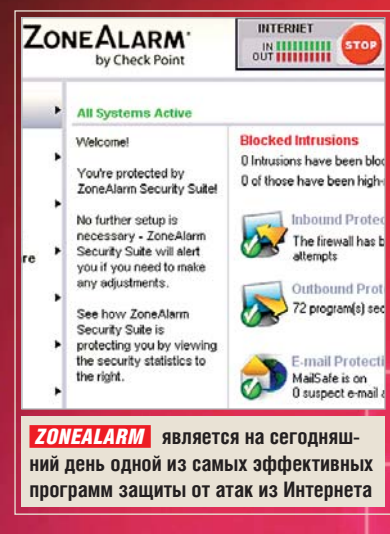 ZONEALARM
by Check Point
INTERNET
IN
OUT
STOP
All Systems Active
Welcome!
You're protected by
ZoneAlarm Security Suite!
No further setup is
necessary - ZoneAlarm
Security Suite will alert
you if you need to make
any adjustments.
See how ZoneAlarm
Security Suite is
protecting you by viewing
the security statistics to
the right.
re
Blocked Intrusions
0 Intrusions have been bloc
0 of those have been high-
Inbound Protec
The firewall has b
attempts
Outbound Prot
72 program(s) sec
E-mail Protecti
MailSafe is on
0 suspect e-mail a
ZONEALARM является на сегодняш-
ний день одной из самых эффективных
программ защиты от атак из Интернета